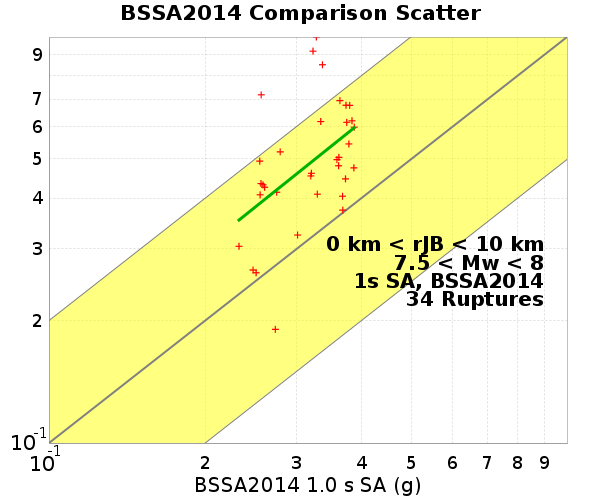 BSSA2014 Comparison Scatter
9
7
6
5
4
3
2
10-1
0 km < rJB < 10 km
7.5 < Mw < 8
1s SA, BSSA2014
34 Ruptures
10-1 2 3 4 5 6 7 8 9
BSSA2014 1.0 s SA (g)